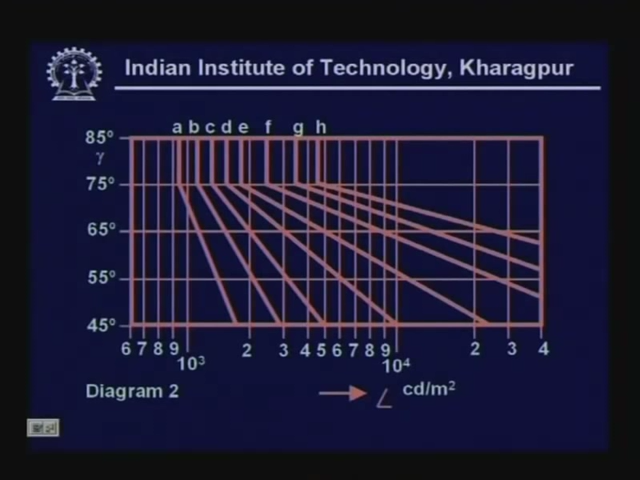 Indian Institute of Technology, Kharagpur
a b c d e f g h
85°
γ
75°
65°
55°
45°
6 7 8 9 10³ 2 3 4 5 6 7 8 9 10⁴ 2 3 4
Diagram 2
∠ cd/m²